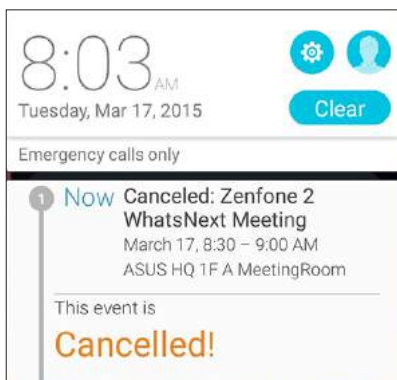 8:03 AM
Tuesday, Mar 17, 2015
Clear
Emergency calls only
1 Now Canceled: Zenfone 2
WhatsNext Meeting
March 17, 8:30 – 9:00 AM
ASUS HQ 1F A MeetingRoom
This event is
Cancelled!